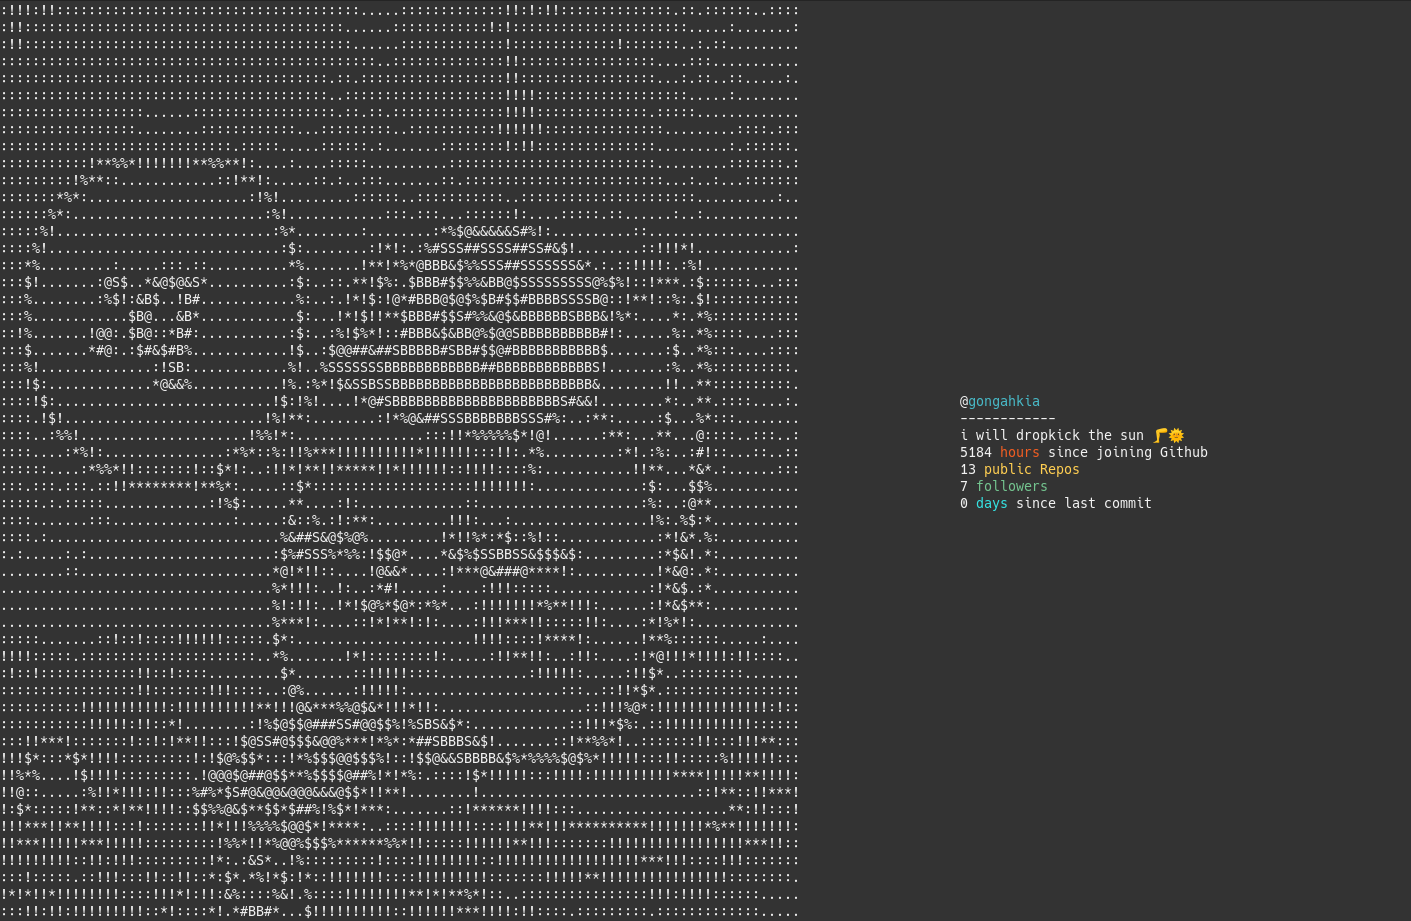 @gongahkia
------------
i will dropkick the sun 🦵🌞
5184 hours since joining Github
13 public Repos
7 followers
0 days since last commit